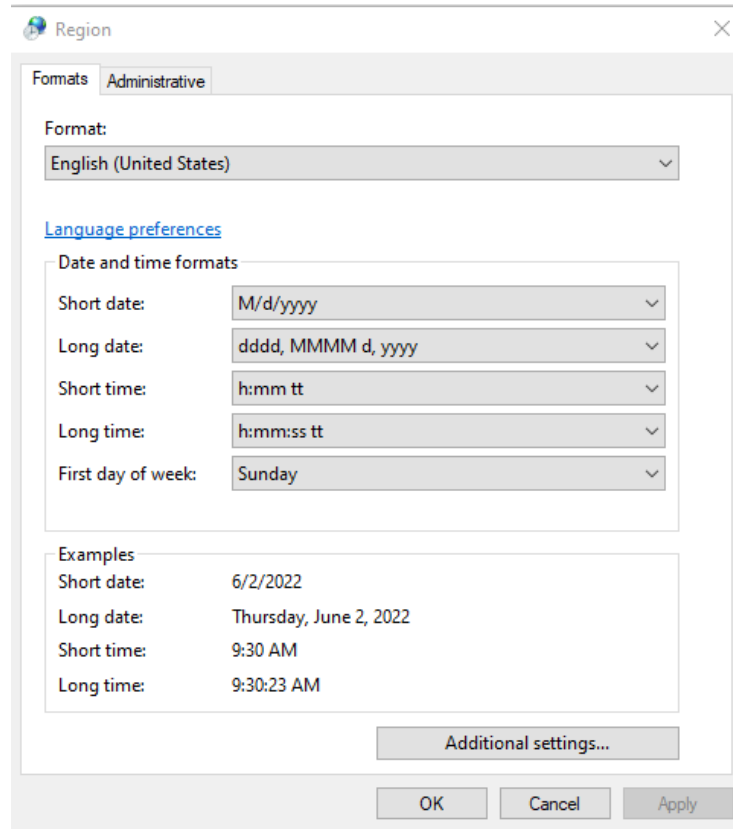 Region
Formats Administrative
Format:
English (United States)
Language preferences
Date and time formats
Short date: M/d/yyyy
Long date: dddd, MMMM d, yyyy
Short time: h:mm tt
Long time: h:mm:ss tt
First day of week: Sunday
Examples
Short date: 6/2/2022
Long date: Thursday, June 2, 2022
Short time: 9:30 AM
Long time: 9:30:23 AM
Additional settings...
OK Cancel Apply